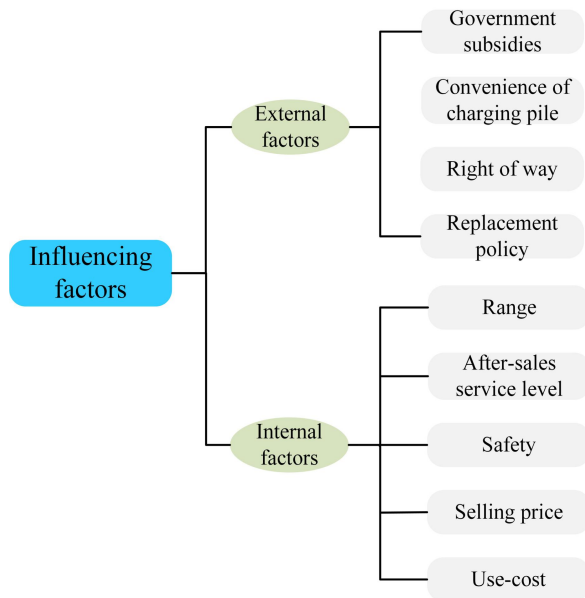 Government
subsidies
Convenience of
charging pile
External
factors
Right of way
Replacement
policy
Influencing
factors
Range
After-sales
service level
Internal
factors
Safety
Selling price
Use-cost